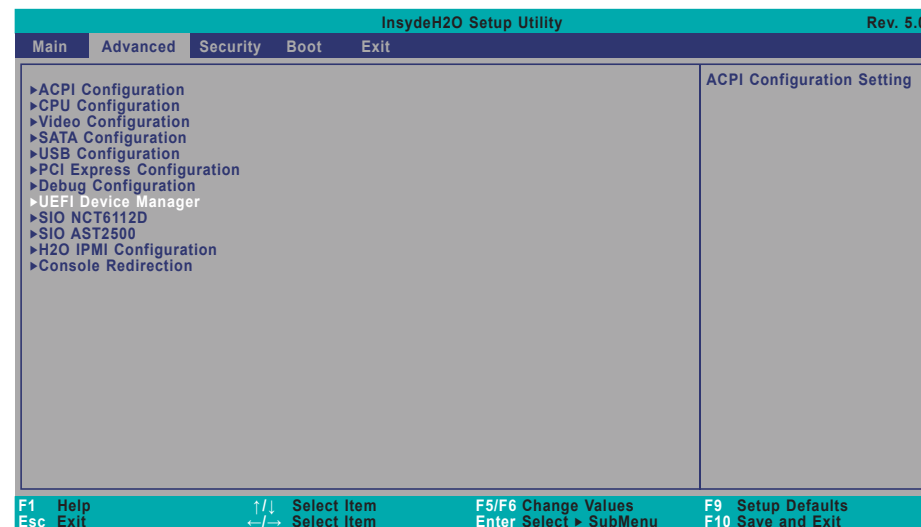 InsydeH2O Setup Utility Rev. 5.
Main Advanced Security Boot Exit
▶ACPI Configuration
▶CPU Configuration
▶Video Configuration
▶SATA Configuration
▶USB Configuration
▶PCI Express Configuration
▶Debug Configuration
▶UEFI Device Manager
▶SIO NCT6112D
▶SIO AST2500
▶H2O IPMI Configuration
▶Console Redirection
ACPI Configuration Setting
F1 Help ↑/↓ Select Item F5/F6 Change Values F9 Setup Defaults
Esc Exit ←/→ Select Item Enter Select ▶ SubMenu F10 Save and Exit